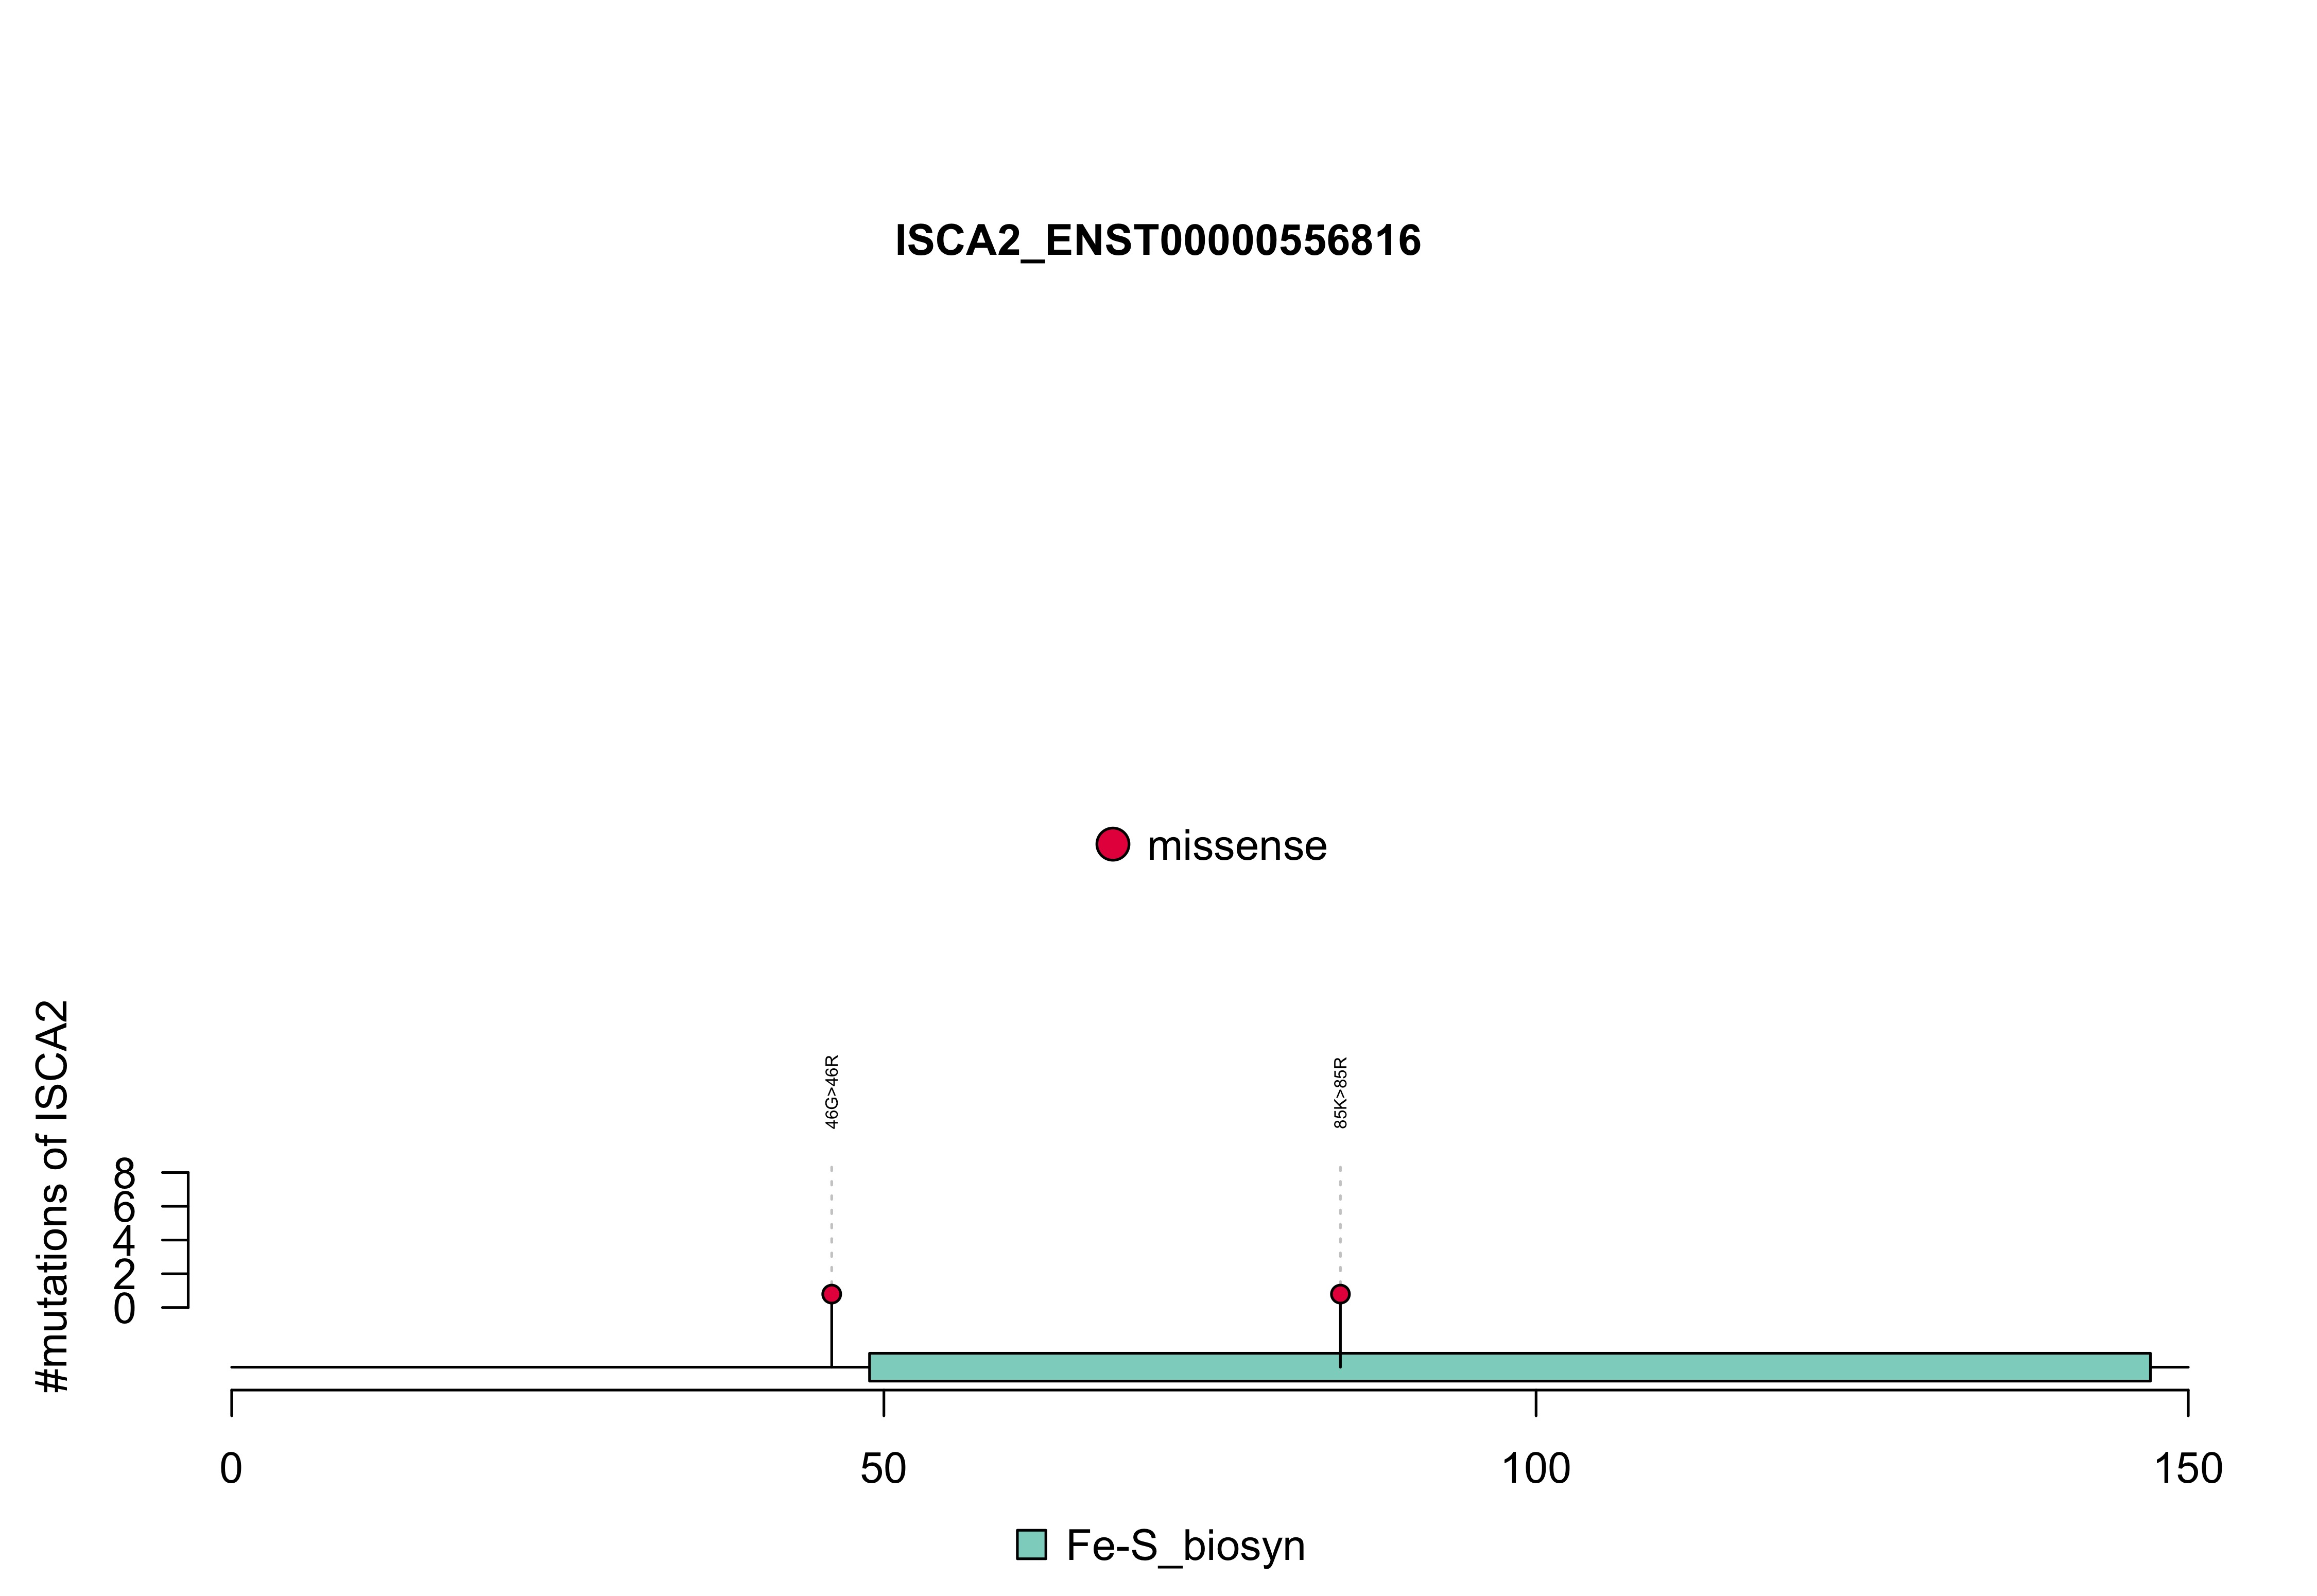 ISCA2_ENST00000556816
missense
#mutations of ISCA2
46G>46R
85K>85R
8
6
4
2
0
0 50 100 150
Fe-S_biosyn